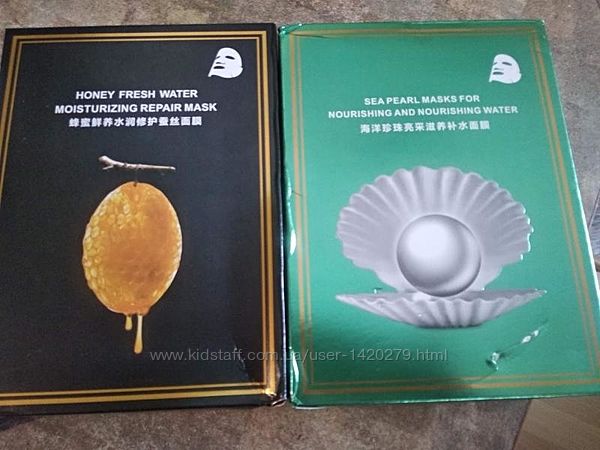 HONEY FRESH WATER
MOISTURIZING REPAIR MASK
蜂蜜鲜养水润修护蚕丝面膜
SEA PEARL MASKS FOR
NOURISHING AND NOURISHING WATER
海洋珍珠亮采滋养补水面膜
www.kidstaff.com.ua/user-1420279.html